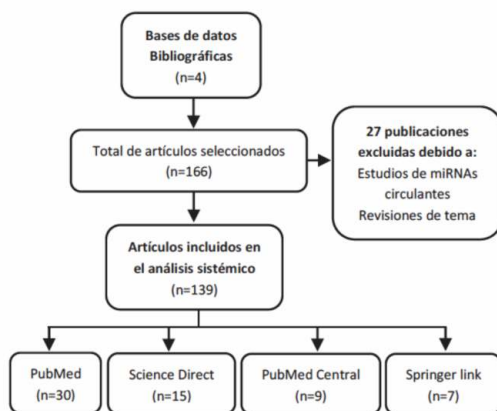 Bases de datos
Bibliográficas
(n=4)
Total de artículos seleccionados
(n=166)
27 publicaciones
excluidas debido a:
Estudios de miRNAs
circulantes
Revisiones de tema
Artículos incluidos en
el análisis sistémico
(n=139)
PubMed
(n=30)
Science Direct
(n=15)
PubMed Central
(n=9)
Springer link
(n=7)